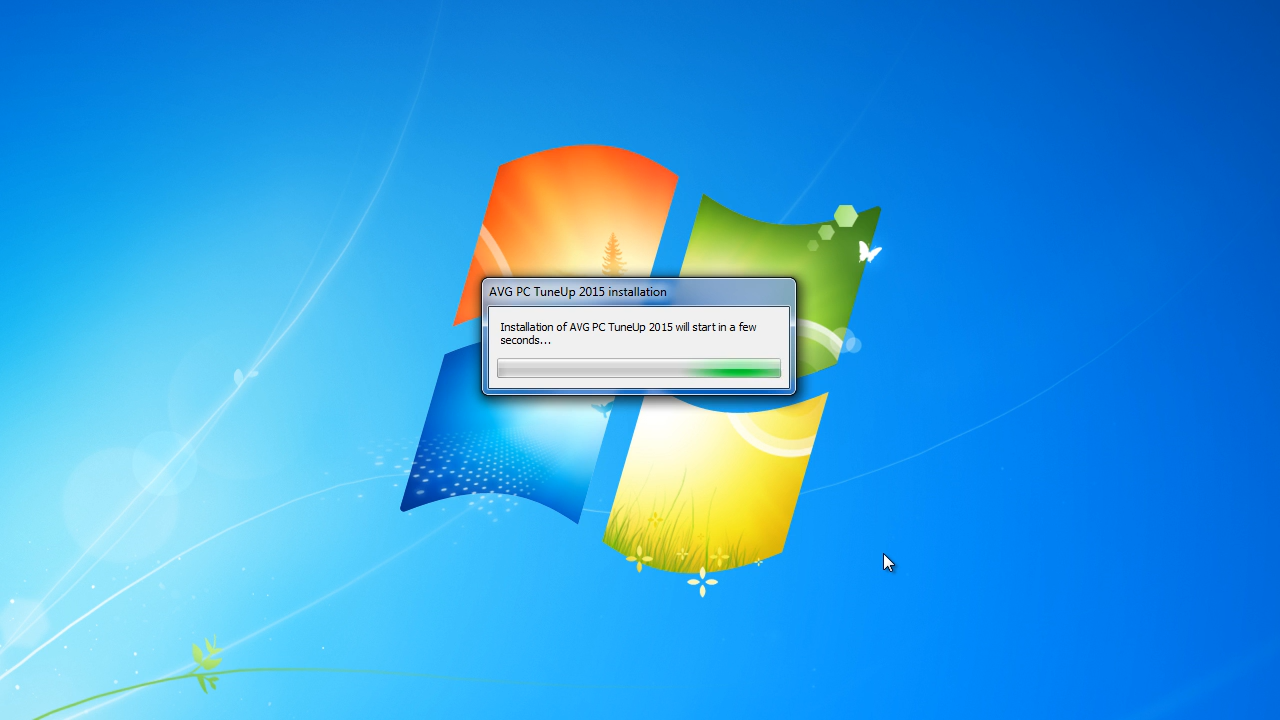 AVG PC TuneUp 2015 installation
Installation of AVG PC TuneUp 2015 will start in a few
seconds...